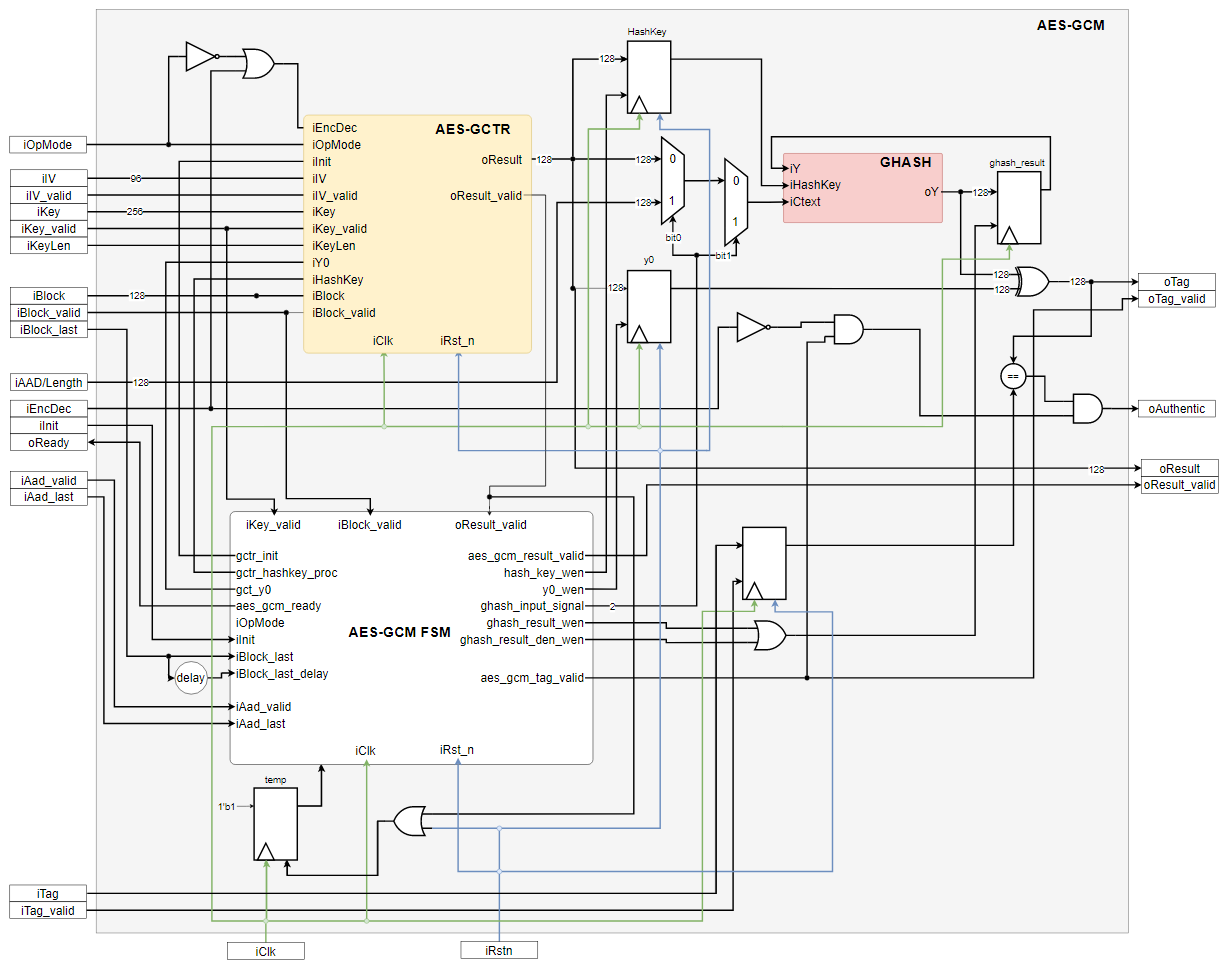 AES-GCM
HashKey
128
AES-GCTR
iEncDec
iOpMode
iOpMode
oResult
128
128
0
GHASH
ghash_result
iInit
iY
iIV
96
iIV
0
iHashKey
oY
128
iIV_valid
iIV_valid
oResult_valid
1
128
iCtext
iKey
256
iKey
1
iKey_valid
iKey_valid
bit0
iKeyLen
iKeyLen
bit1
iY0
y0
iHashKey
128
128
oTag
iBlock
128
iBlock
128
128
oTag_valid
iBlock_valid
iBlock_valid
iBlock_last
iClk
iRst_n
==
iAAD/Length
128
iEncDec
oAuthentic
iInit
oReady
128
oResult
iAad_valid
oResult_valid
iAad_last
iKey_valid
iBlock_valid
oResult_valid
gctr_init
aes_gcm_result_valid
gctr_hashkey_proc
hash_key_wen
gct_y0
y0_wen
aes_gcm_ready
ghash_input_signal
2
iOpMode
ghash_result_wen
AES-GCM FSM
iInit
ghash_result_den_wen
iBlock_last
delay
iBlock_last_delay
aes_gcm_tag_valid
iAad_valid
iAad_last
iClk
iRst_n
temp
1'b1
iTag
iTag_valid
iClk
iRstn